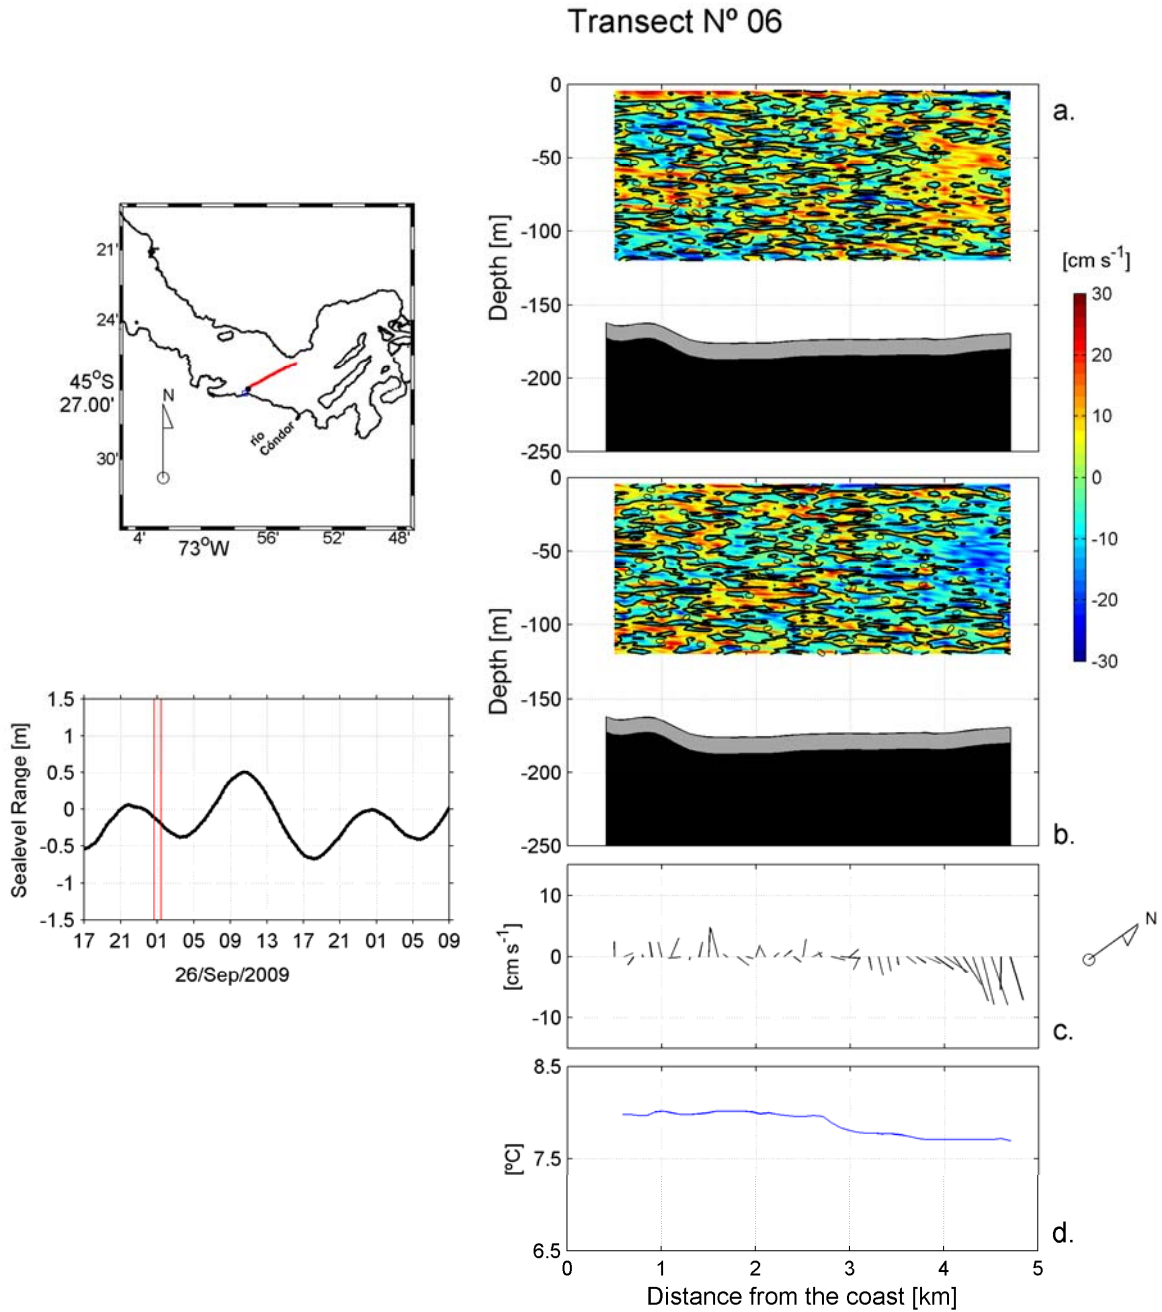 Transect Nº 06
0
-50
-100
-150
-200
-250
Depth [m]
a.
21'
24'
45°S
27.00'
30'
N
rio
Cóndor
4'
73°W
56'
52'
48'
[cm s-1]
30
20
10
0
-10
-20
-30
0
-50
-100
-150
-200
-250
Depth [m]
b.
1.5
1
0.5
0
-0.5
-1
-1.5
Sealevel Range [m]
17 21 01 05 09 13 17 21 01 05 09
26/Sep/2009
10
0
-10
[cm s-1]
N
c.
8.5
7.5
6.5
[ºC]
d.
0 1 2 3 4 5
Distance from the coast [km]